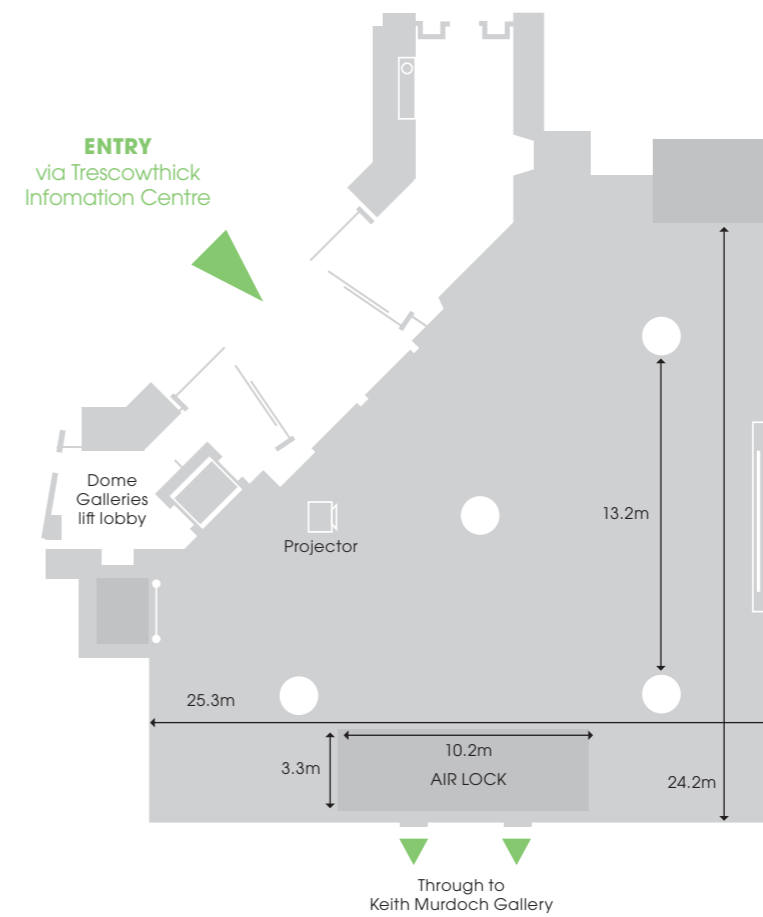 ENTRY
via Trescowthick
Infomation Centre
Dome
Galleries
lift lobby
Projector
13.2m
25.3m
10.2m
3.3m
AIR LOCK
24.2m
Through to
Keith Murdoch Gallery